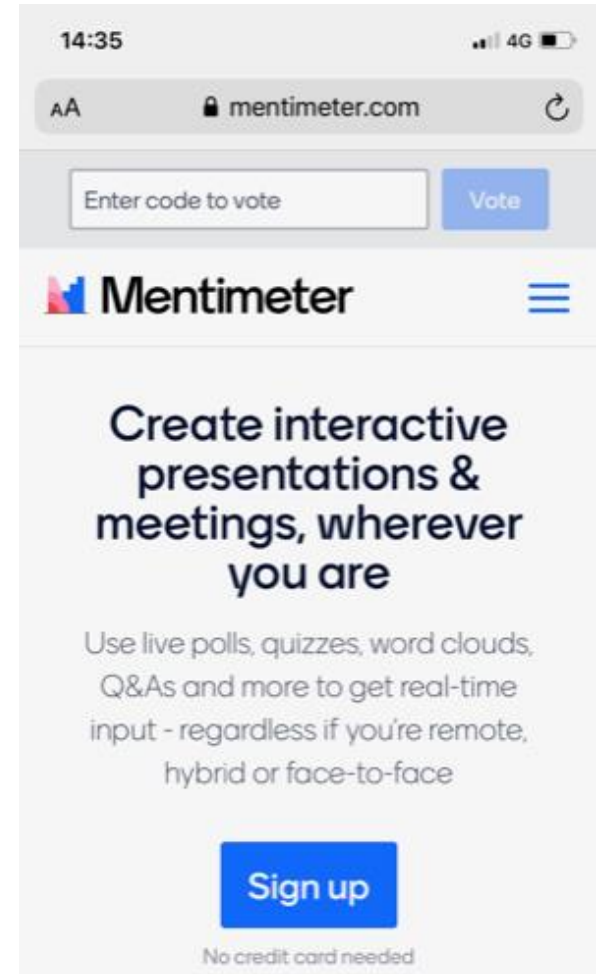 14:35 4G
AA mentimeter.com
Enter code to vote Vote
Mentimeter
Create interactive
presentations &
meetings, wherever
you are
Use live polls, quizzes, word clouds,
Q&As and more to get real-time
input - regardless if you're remote,
hybrid or face-to-face
Sign up
No credit card needed